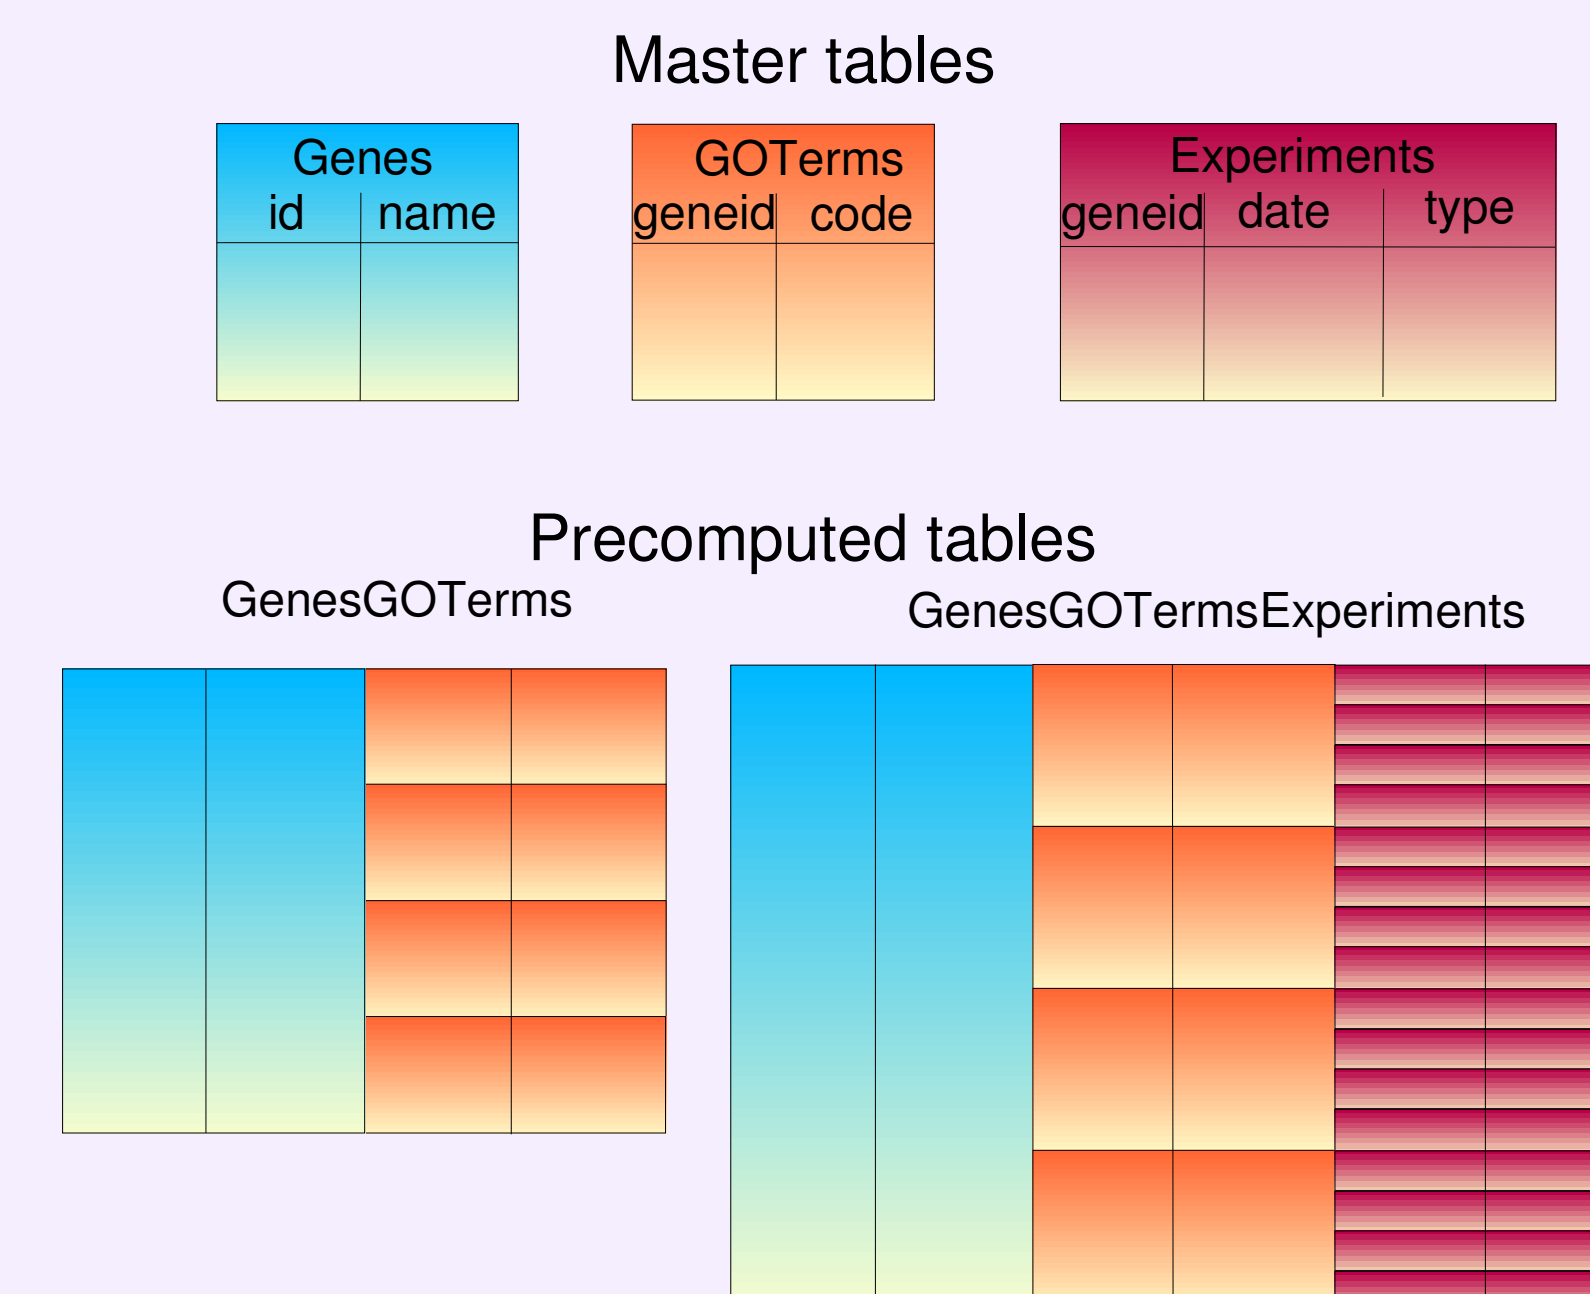 Master tables
Genes
id name
GOTerms
geneid code
Experiments
geneid date type
Precomputed tables
GenesGOTerms
GenesGOTermsExperiments